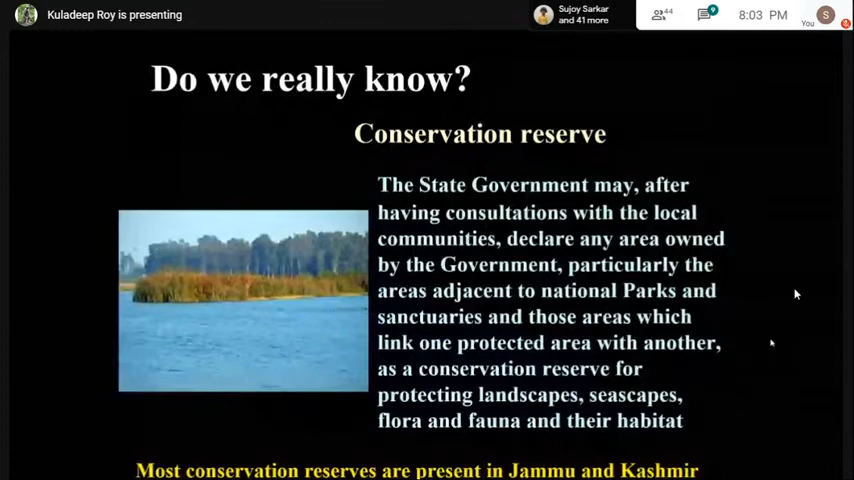 Kuladeep Roy is presenting
Sujoy Sarkar
and 41 more
44
9
8:03 PM
You
S
Do we really know?
Conservation reserve
The State Government may, after
having consultations with the local
communities, declare any area owned
by the Government, particularly the
areas adjacent to national Parks and
sanctuaries and those areas which
link one protected area with another,
as a conservation reserve for
protecting landscapes, seascapes,
flora and fauna and their habitat
Most conservation reserves are present in Jammu and Kashmir